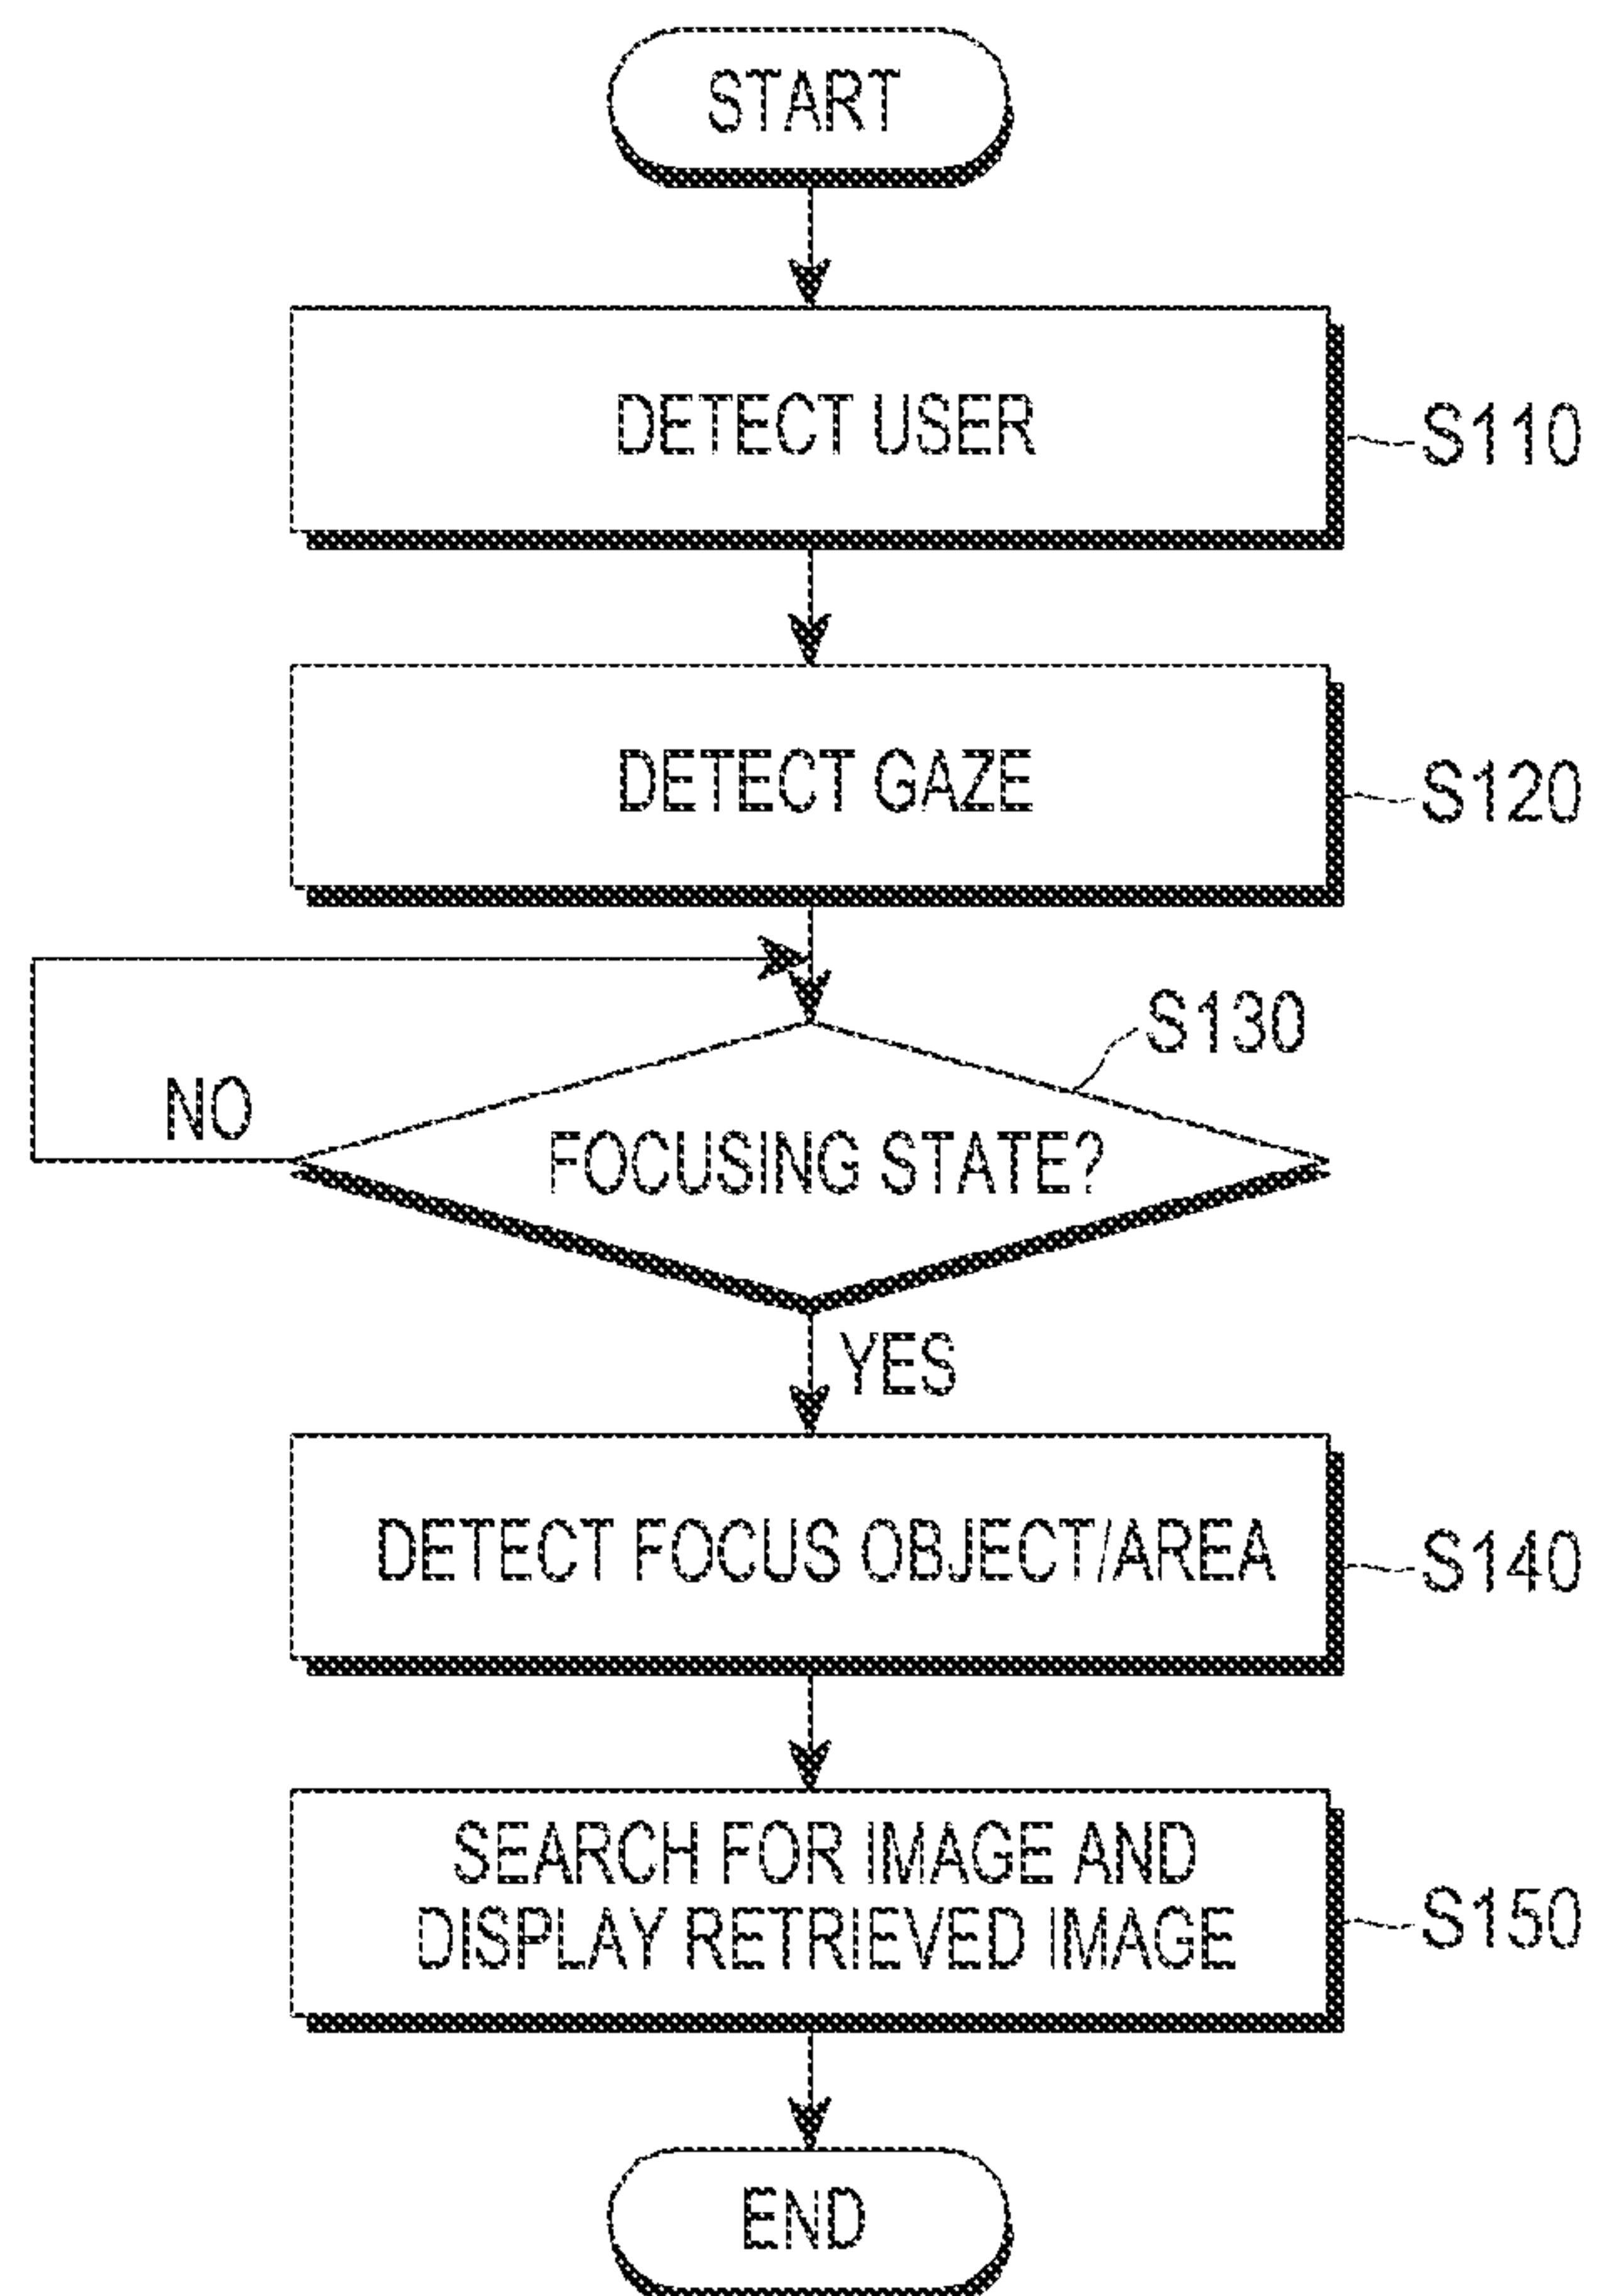 START
DETECT USER
S110
DETECT GAZE
S120
S130
NO
FOCUSING STATE?
YES
DETECT FOCUS OBJECT/AREA
S140
SEARCH FOR IMAGE AND
DISPLAY RETRIEVED IMAGE
S150
END